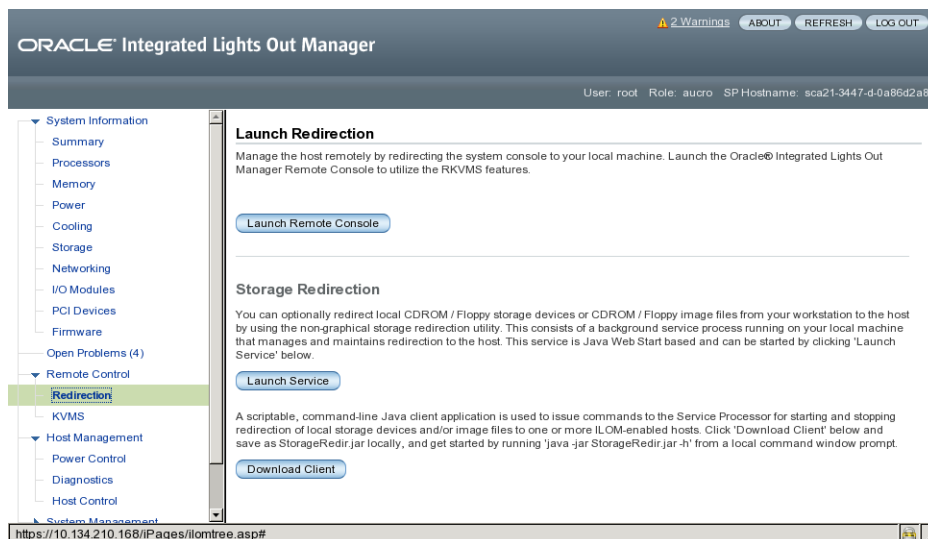 2 Warnings ABOUT REFRESH LOG OUT
ORACLE® Integrated Lights Out Manager
User: root Role: aucro SP Hostname: sca21-3447-d-0a86d2a8
System Information
Summary
Processors
Memory
Power
Cooling
Storage
Networking
I/O Modules
PCI Devices
Firmware
Open Problems (4)
Remote Control
Redirection
KVMS
Host Management
Power Control
Diagnostics
Host Control
System Management
Launch Redirection
Manage the host remotely by redirecting the system console to your local machine. Launch the Oracle® Integrated Lights Out
Manager Remote Console to utilize the RKVMS features.
Launch Remote Console
Storage Redirection
You can optionally redirect local CDROM / Floppy storage devices or CDROM / Floppy image files from your workstation to the host
by using the non-graphical storage redirection utility. This consists of a background service process running on your local machine
that manages and maintains redirection to the host. This service is Java Web Start based and can be started by clicking 'Launch
Service' below.
Launch Service
A scriptable, command-line Java client application is used to issue commands to the Service Processor for starting and stopping
redirection of local storage devices and/or image files to one or more ILOM-enabled hosts. Click 'Download Client' below and
save as StorageRedir.jar locally, and get started by running 'java -jar StorageRedir.jar -h' from a local command window prompt.
Download Client
https://10.134.210.168/iPages/ilomtree.asp#